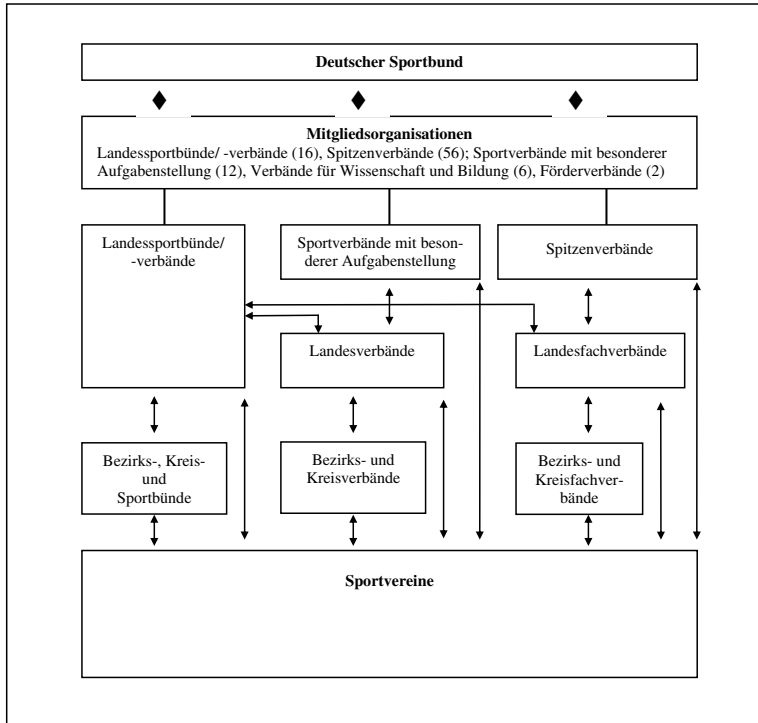 Deutscher Sportbund
Mitgliedsorganisationen
Landessportbünde/ -verbände (16), Spitzenverbände (56); Sportverbände mit besonderer
Aufgabenstellung (12), Verbände für Wissenschaft und Bildung (6), Förderverbände (2)
Landessportbünde/
-verbände
Sportverbände mit beson-
derer Aufgabenstellung
Spitzenverbände
Landesverbände
Landesfachverbände
Bezirks-, Kreis-
und
Sportbünde
Bezirks- und
Kreisverbände
Bezirks- und
Kreisfachver-
bände
Sportvereine